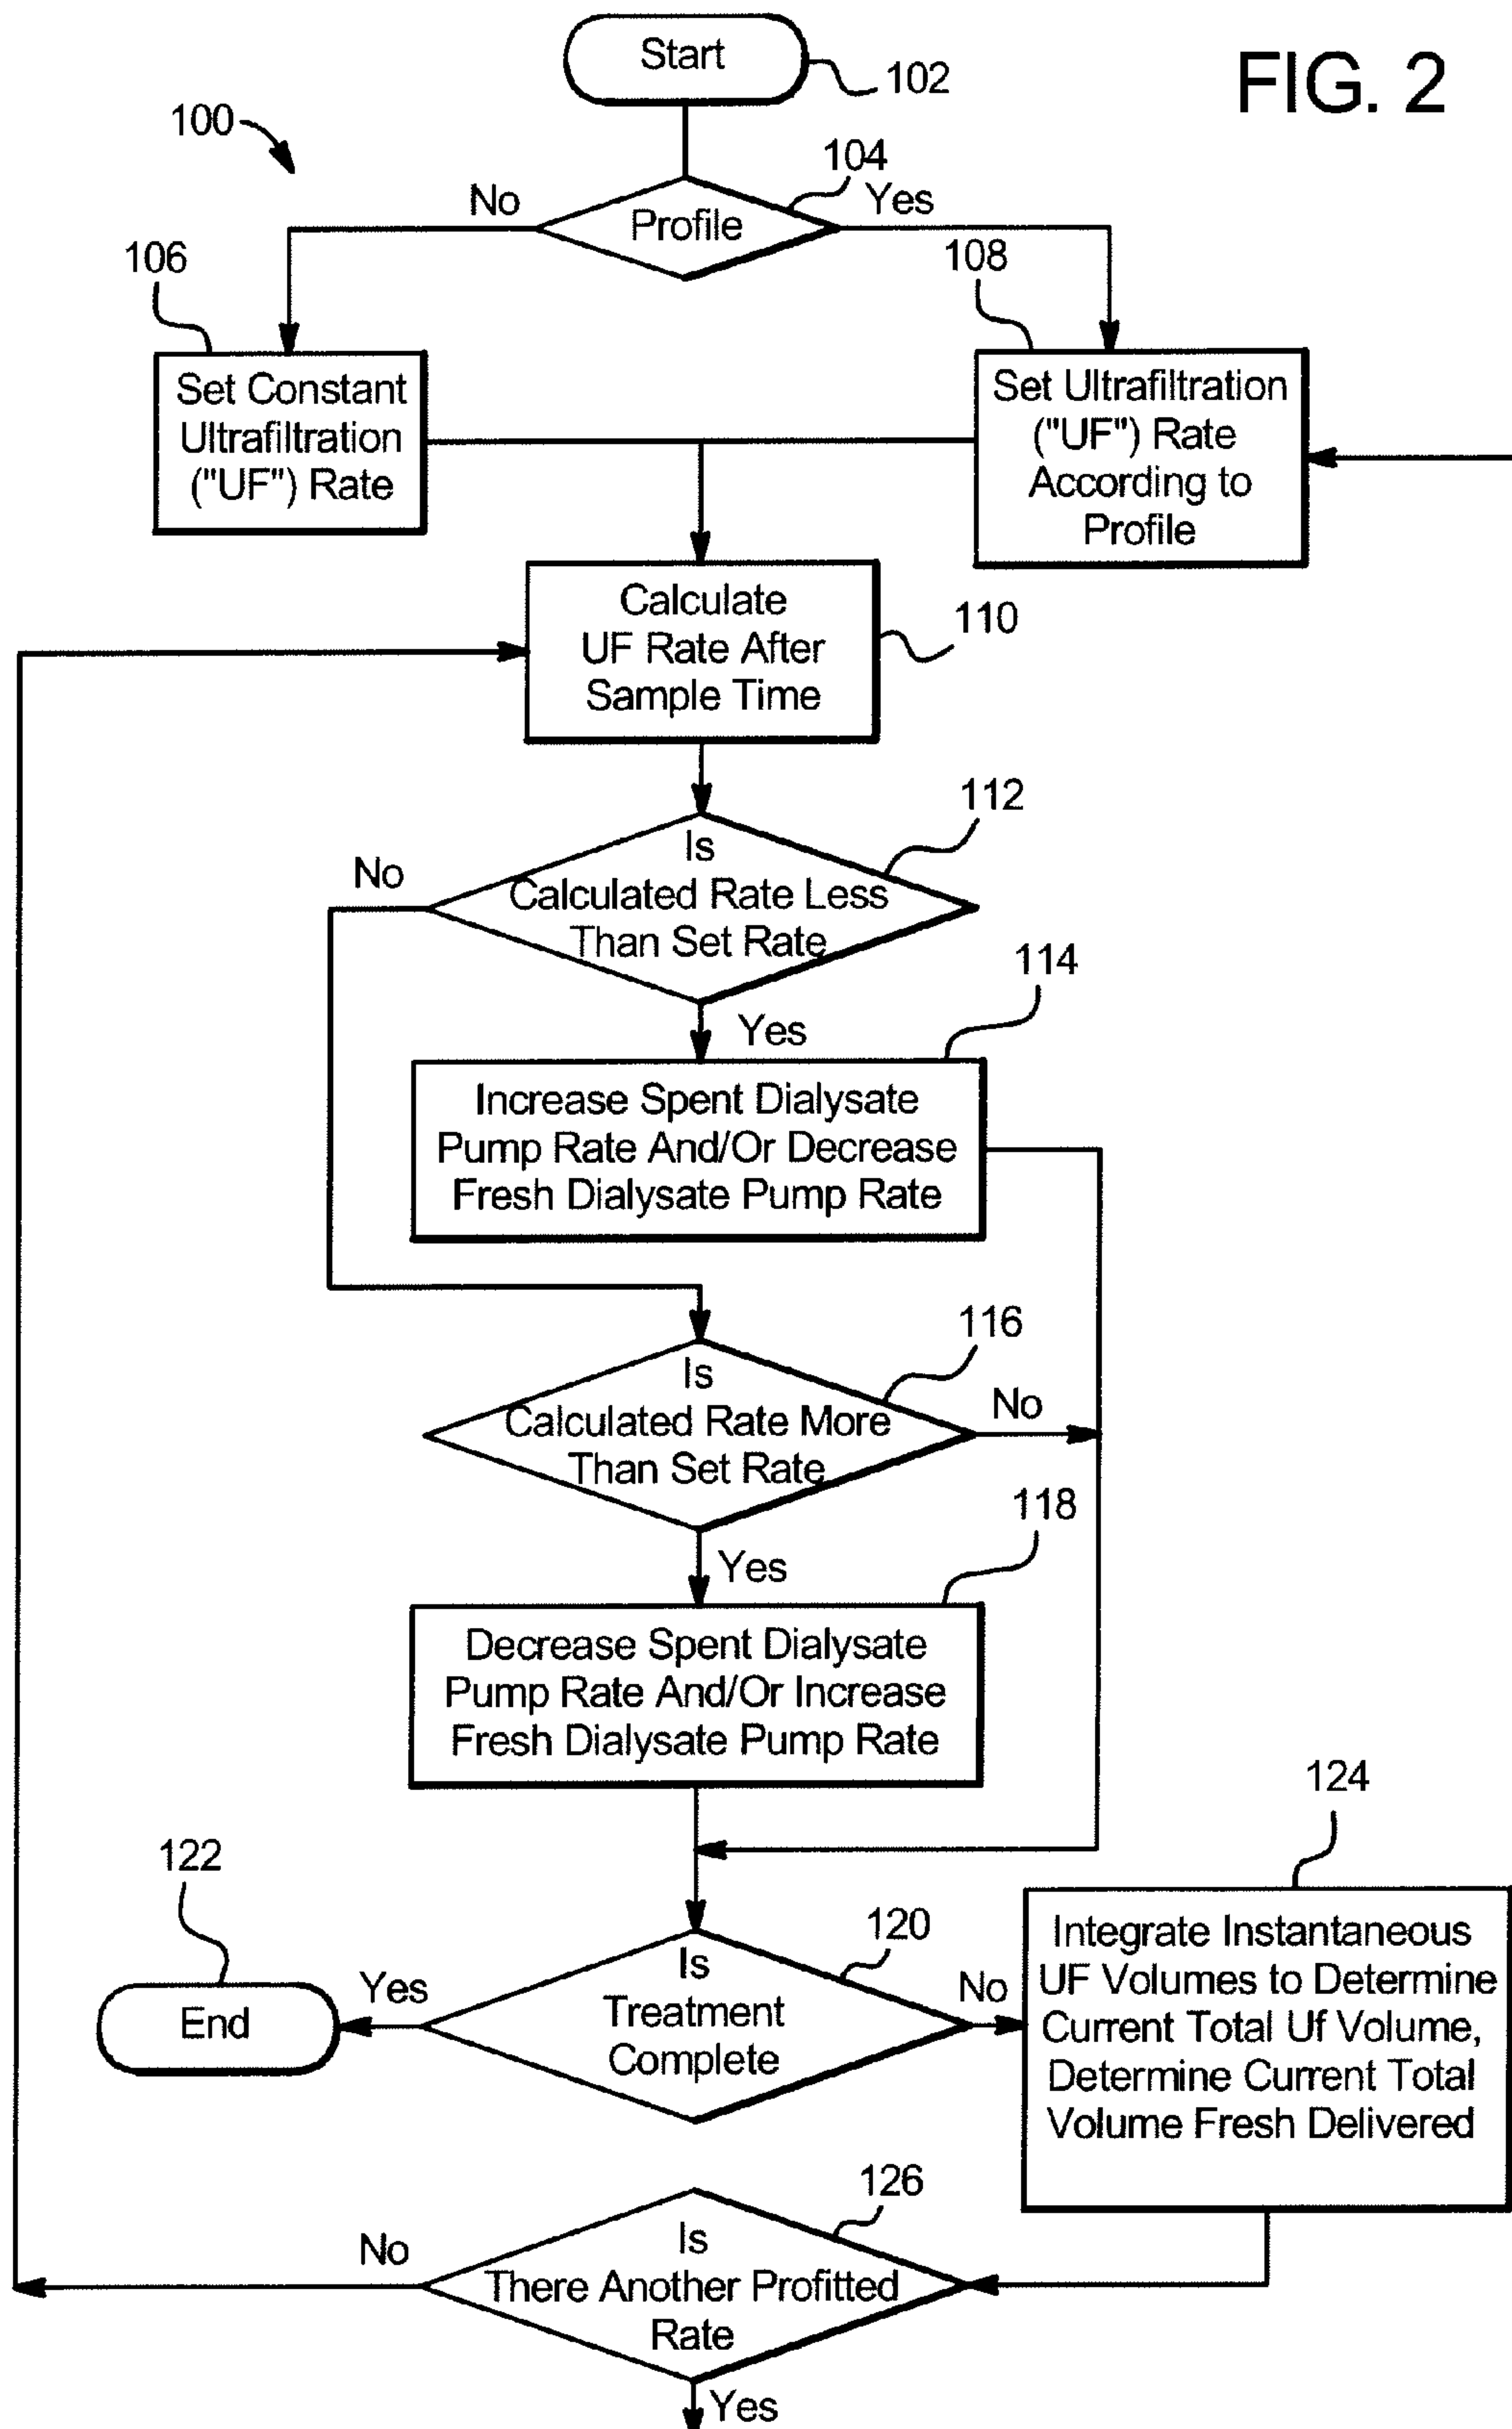 FIG. 2
Start
102
100
104
No
Yes
Profile
106
108
Set Constant
Ultrafiltration
("UF") Rate
Set Ultrafiltration
("UF") Rate
According to
Profile
Calculate
UF Rate After
Sample Time
110
112
Is
Calculated Rate Less
Than Set Rate
No
Yes
114
Increase Spent Dialysate
Pump Rate And/Or Decrease
Fresh Dialysate Pump Rate
116
Is
Calculated Rate More
Than Set Rate
No
Yes
118
Decrease Spent Dialysate
Pump Rate And/Or Increase
Fresh Dialysate Pump Rate
124
122
120
Is
Treatment
Complete
Yes
No
End
Integrate Instantaneous
UF Volumes to Determine
Current Total Uf Volume,
Determine Current Total
Volume Fresh Delivered
126
Is
There Another Profitted
Rate
No
Yes